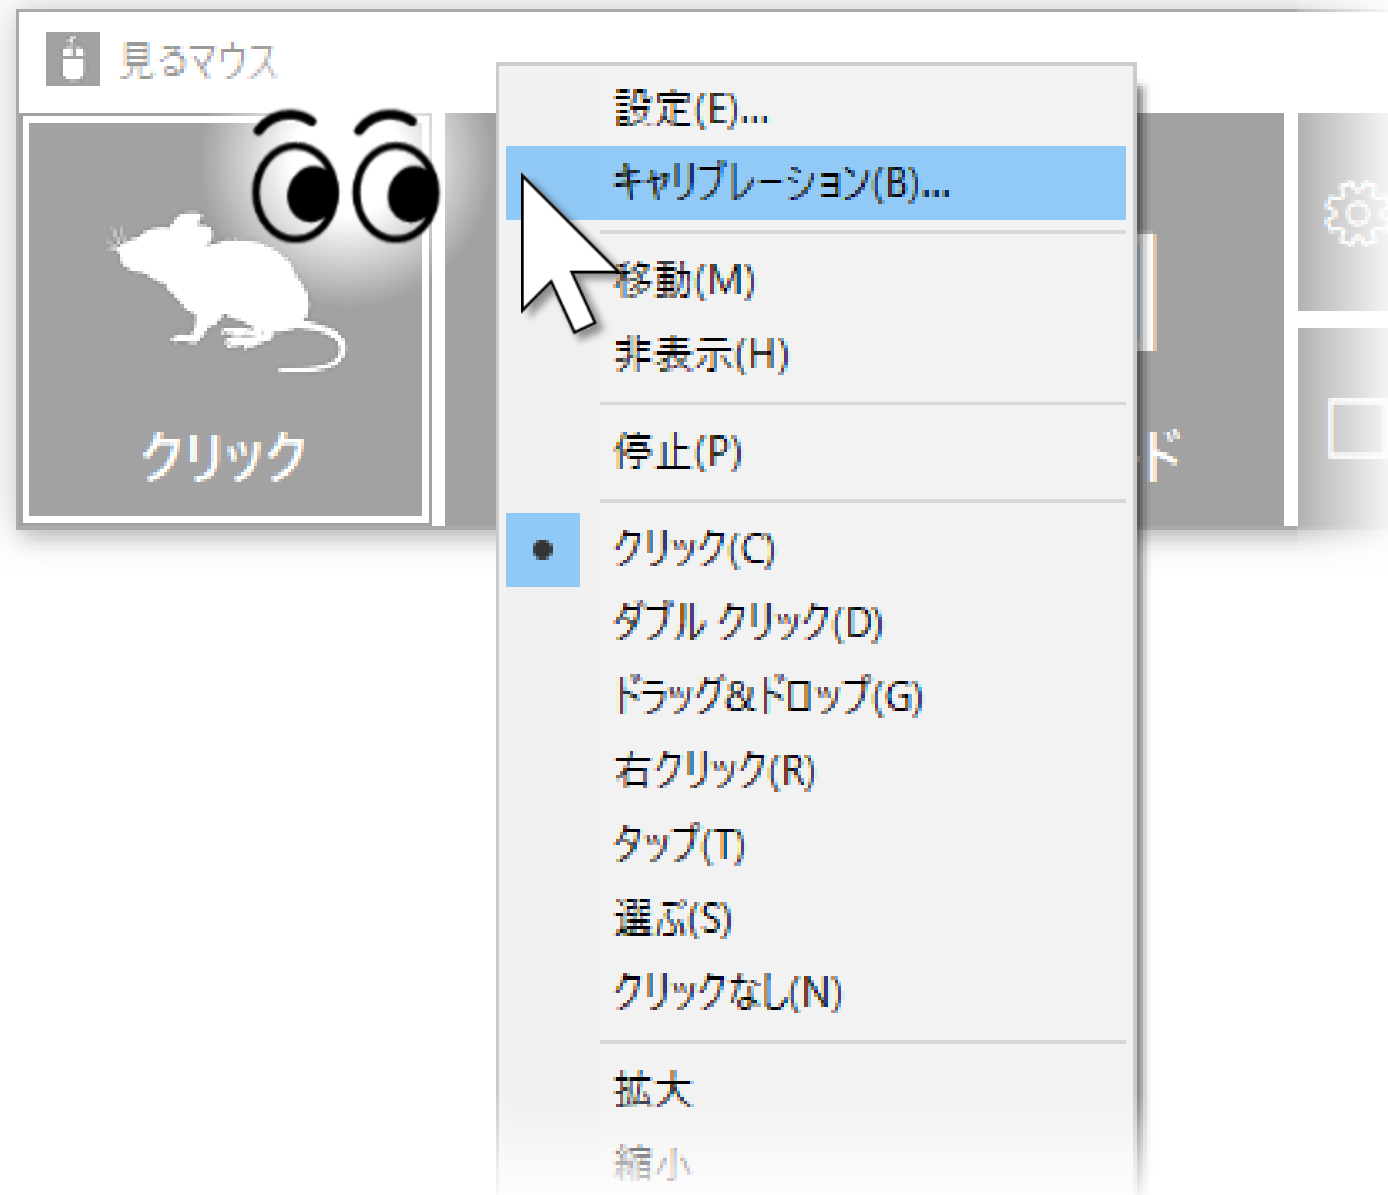 見るマウス
設定(E)...
キャリブレーション(B)...
移動(M)
非表示(H)
停止(P)
クリック
ド
クリック(C)
ダブル クリック(D)
ドラッグ&ドロップ(G)
右クリック(R)
タップ(T)
選ぶ(S)
クリックなし(N)
拡大
縮小